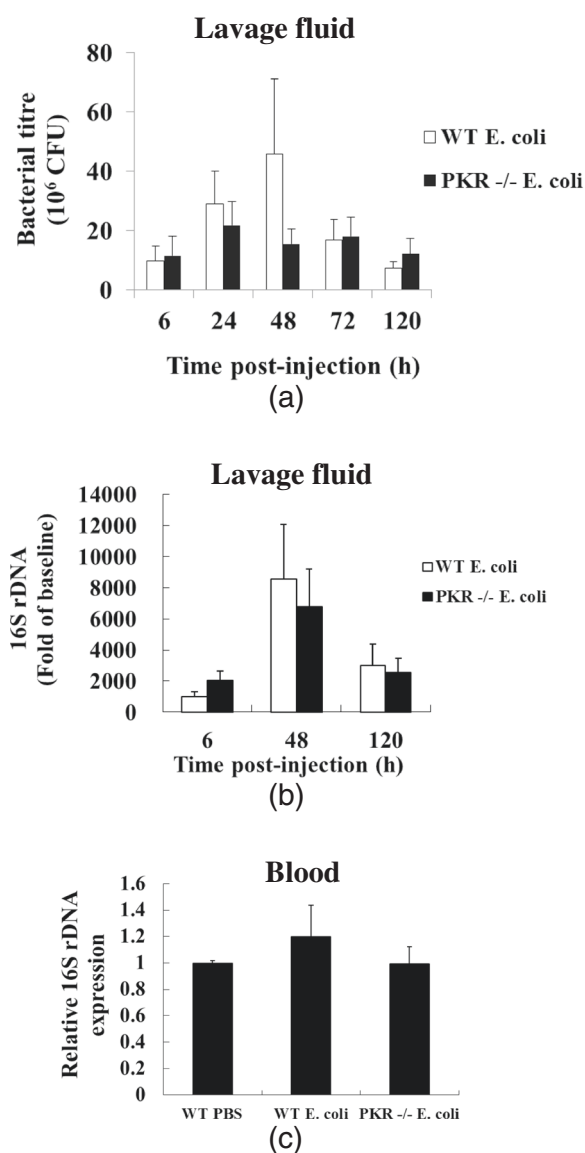 Lavage fluid
80
60
40
20
0
Bacterial titre
(10⁶ CFU)
WT E. coli
PKR -/- E. coli
6 24 48 72 120
Time post-injection (h)
(a)
Lavage fluid
14000
12000
10000
8000
6000
4000
2000
0
16S rDNA
(Fold of baseline)
WT E. coli
PKR -/- E. coli
6 48 120
Time post-injection (h)
(b)
Blood
1.6
1.4
1.2
1
0.8
0.6
0.4
0.2
0
Relative 16S rDNA
expression
WT PBS WT E. coli PKR -/- E. coli
(c)